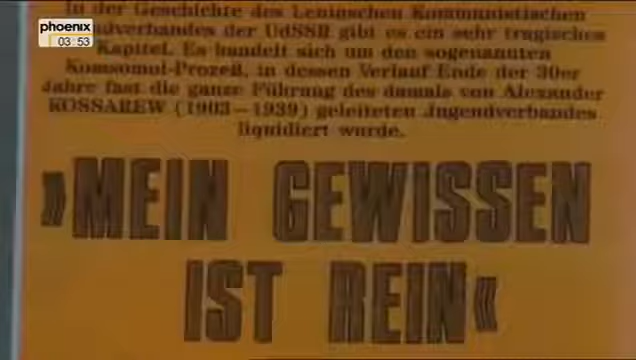 In der Geschichte des Leninschen Kommunistischen
phoenix
03:53
ndverbandes der UdSSR gibt es ein sehr tragisches
Kapitel. Es handelt sich um den sogenannten
Komsomol-Prozeß, in dessen Verlauf Ende der 30er
Jahre fast die ganze Führung des damals von Alexander
KOSSAREW (1903–1939) geleiteten Jugendverbandes
liquidiert wurde.
»MEIN GEWISSEN
IST REIN«